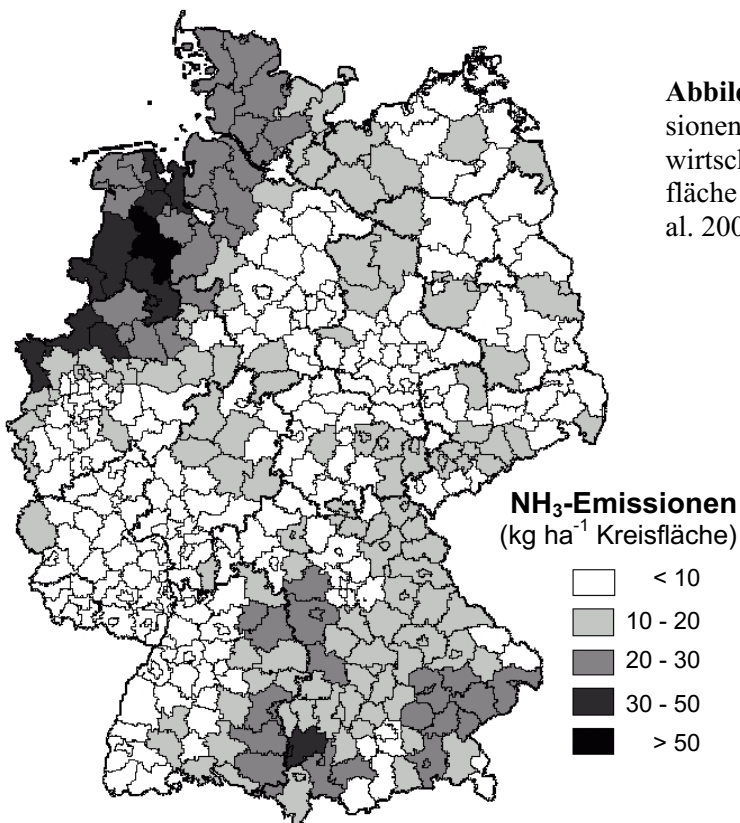 Abbild
sionen
wirtsch
fläche
al. 200
NH₃-Emissionen
(kg ha⁻¹ Kreisfläche)
< 10
10 - 20
20 - 30
30 - 50
> 50